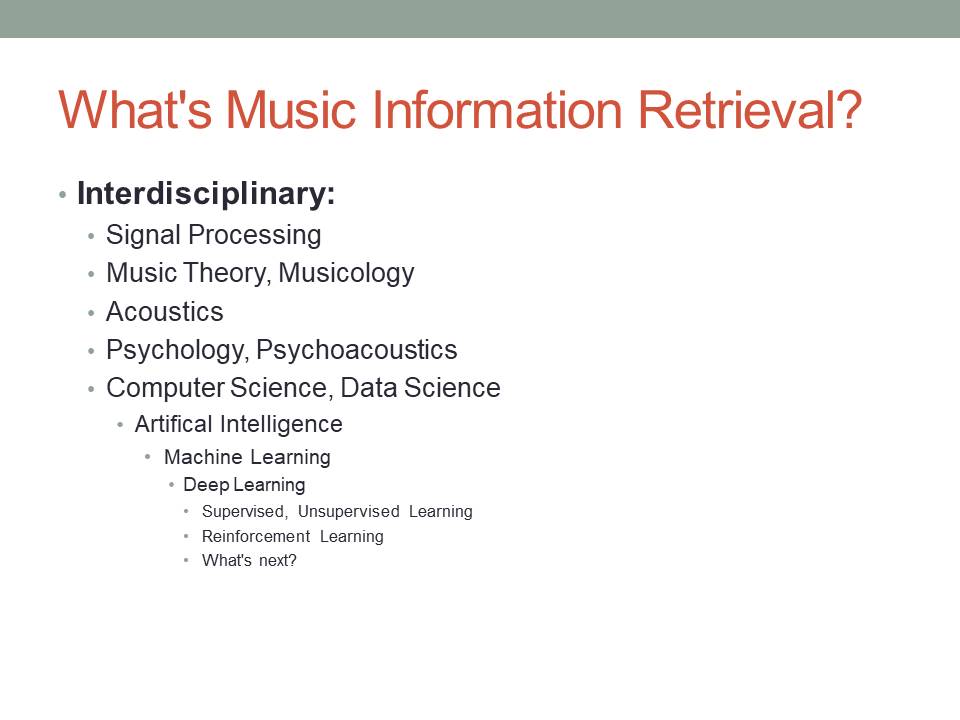 What's Music Information Retrieval?
• Interdisciplinary:
• Signal Processing
• Music Theory, Musicology
• Acoustics
• Psychology, Psychoacoustics
• Computer Science, Data Science
• Artifical Intelligence
• Machine Learning
• Deep Learning
• Supervised, Unsupervised Learning
• Reinforcement Learning
• What's next?